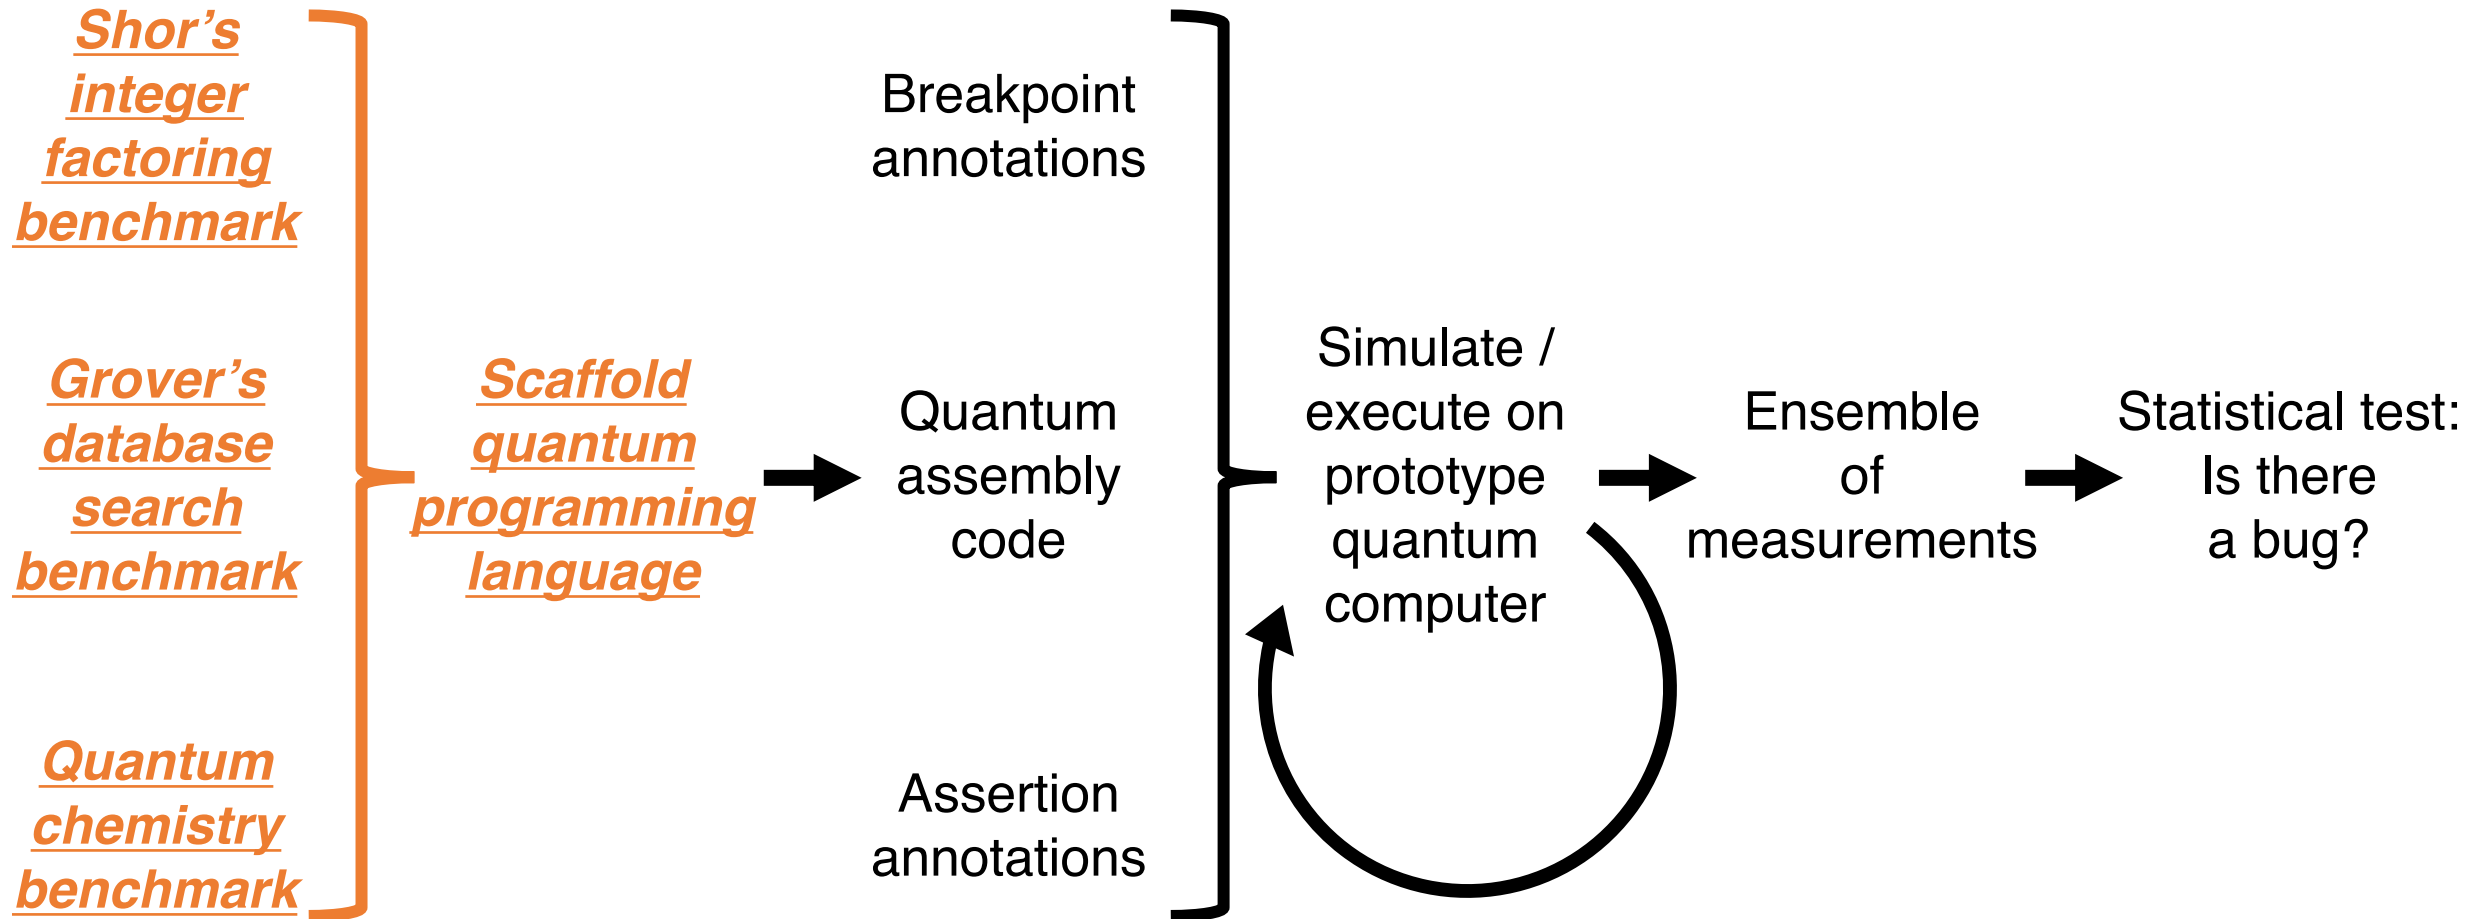 Shor's
integer
factoring
benchmark
Grover's
database
search
benchmark
Quantum
chemistry
benchmark
Scaffold
quantum
programming
language
Breakpoint
annotations
Quantum
assembly
code
Assertion
annotations
Simulate /
execute on
prototype
quantum
computer
Ensemble
of
measurements
Statistical test:
Is there
a bug?